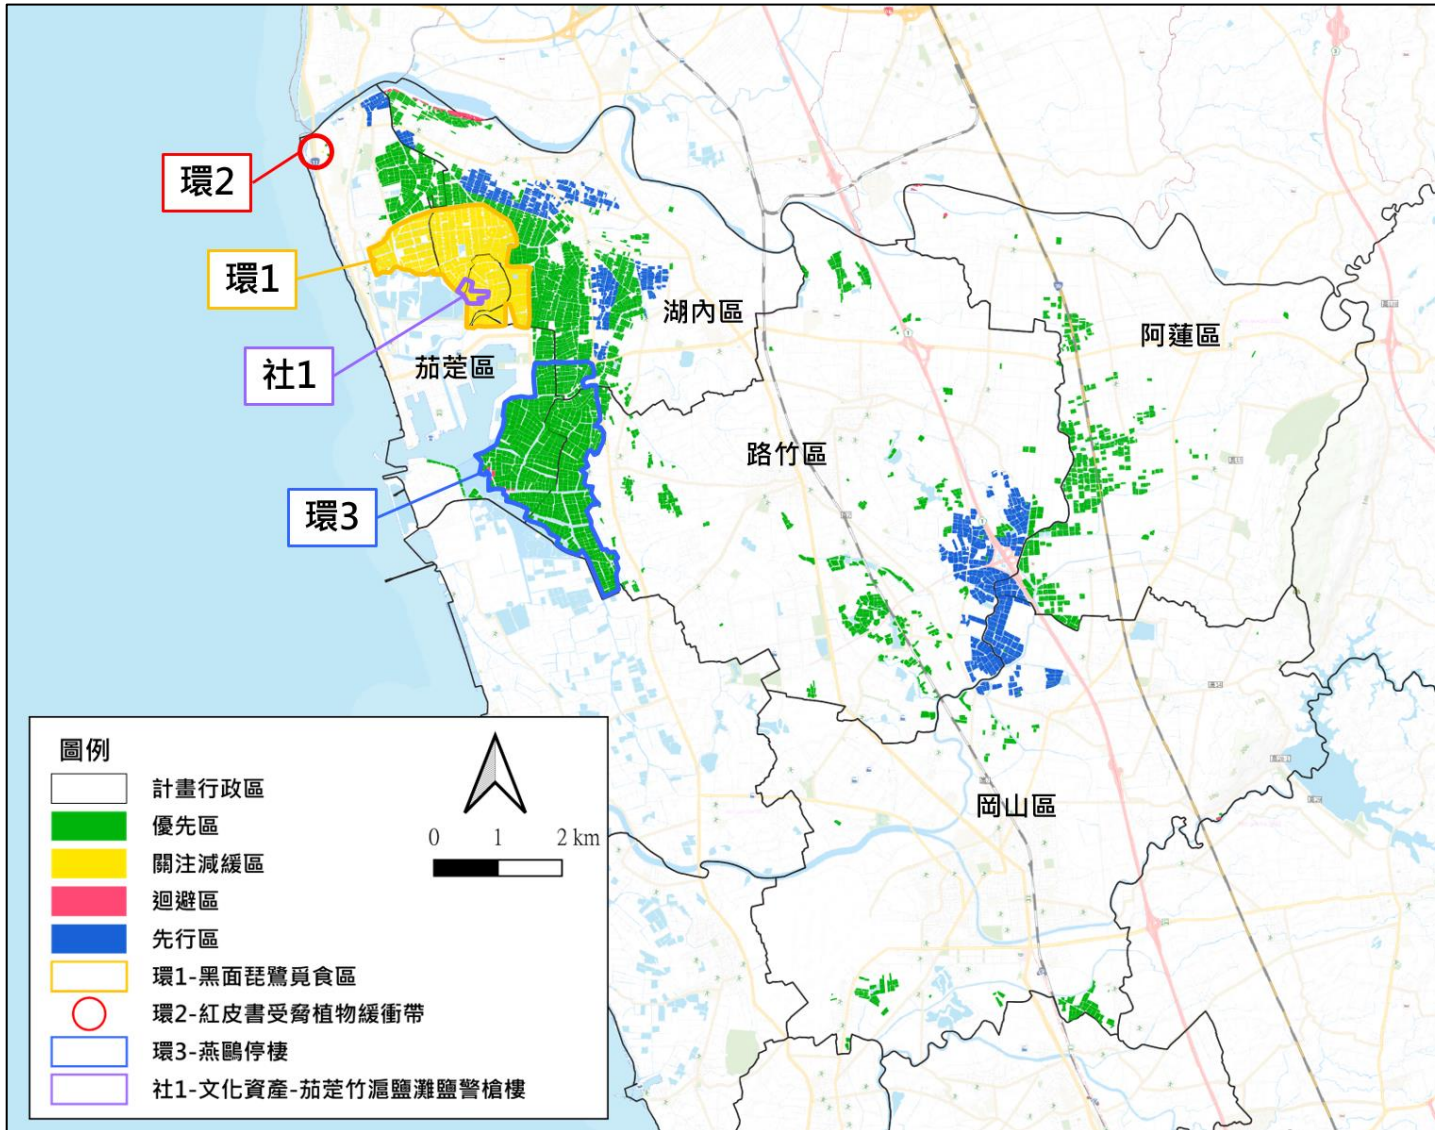 環2
環1
湖內區
阿蓮區
社1
茄萣區
路竹區
環3
岡山區
圖例
計畫行政區
優先區
關注減緩區
迴避區
先行區
環1-黑面琵鷺覓食區
環2-紅皮書受脅植物緩衝帶
環3-燕鷗停棲
社1-文化資產-茄萣竹滬鹽灘鹽警槍樓
0 1 2 km